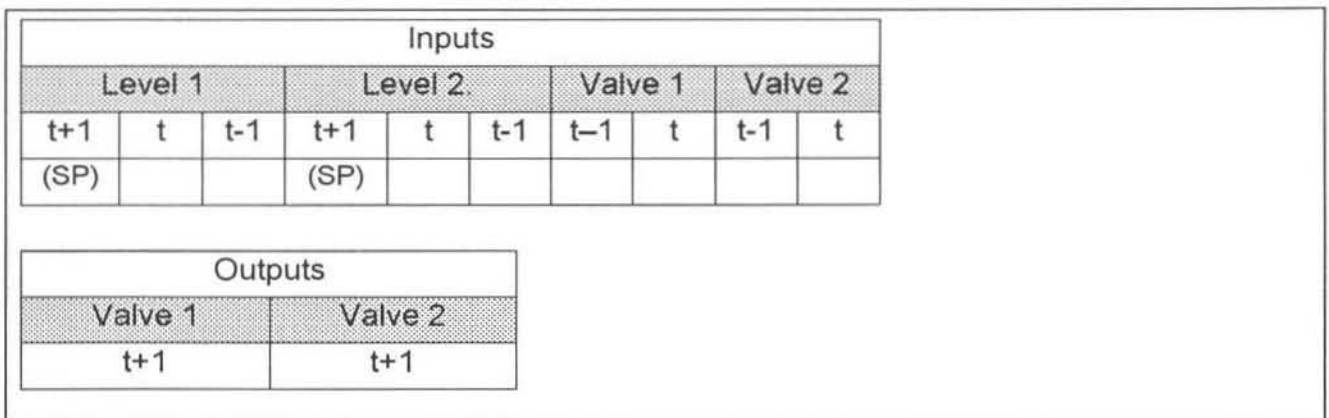 Inputs
Level 1 Level 2. Valve 1 Valve 2
t+1 t t-1 t+1 t t-1 t–1 t t-1 t
(SP) (SP)
Outputs
Valve 1 Valve 2
t+1 t+1